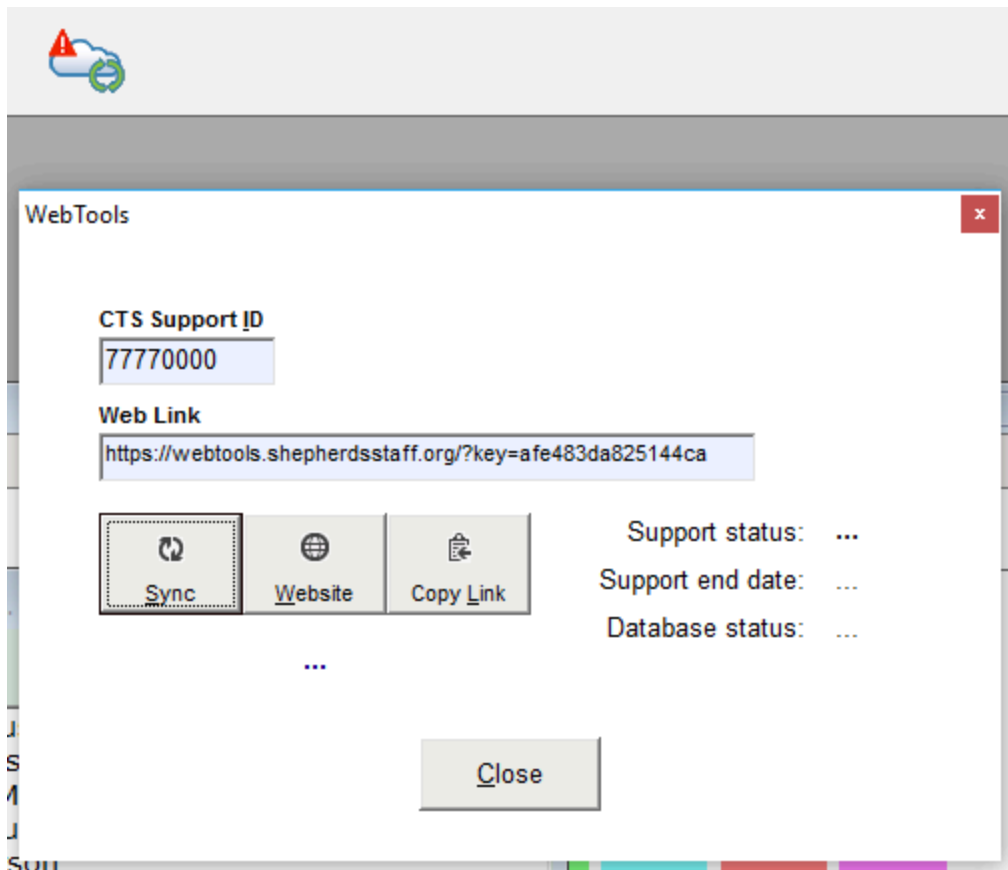 WebTools
x
CTS Support ID
77770000
Web Link
https://webtools.shepherdsstaff.org/?key=afe483da825144ca
Sync Website Copy Link
Support status: ...
Support end date: ...
Database status: ...
...
Close